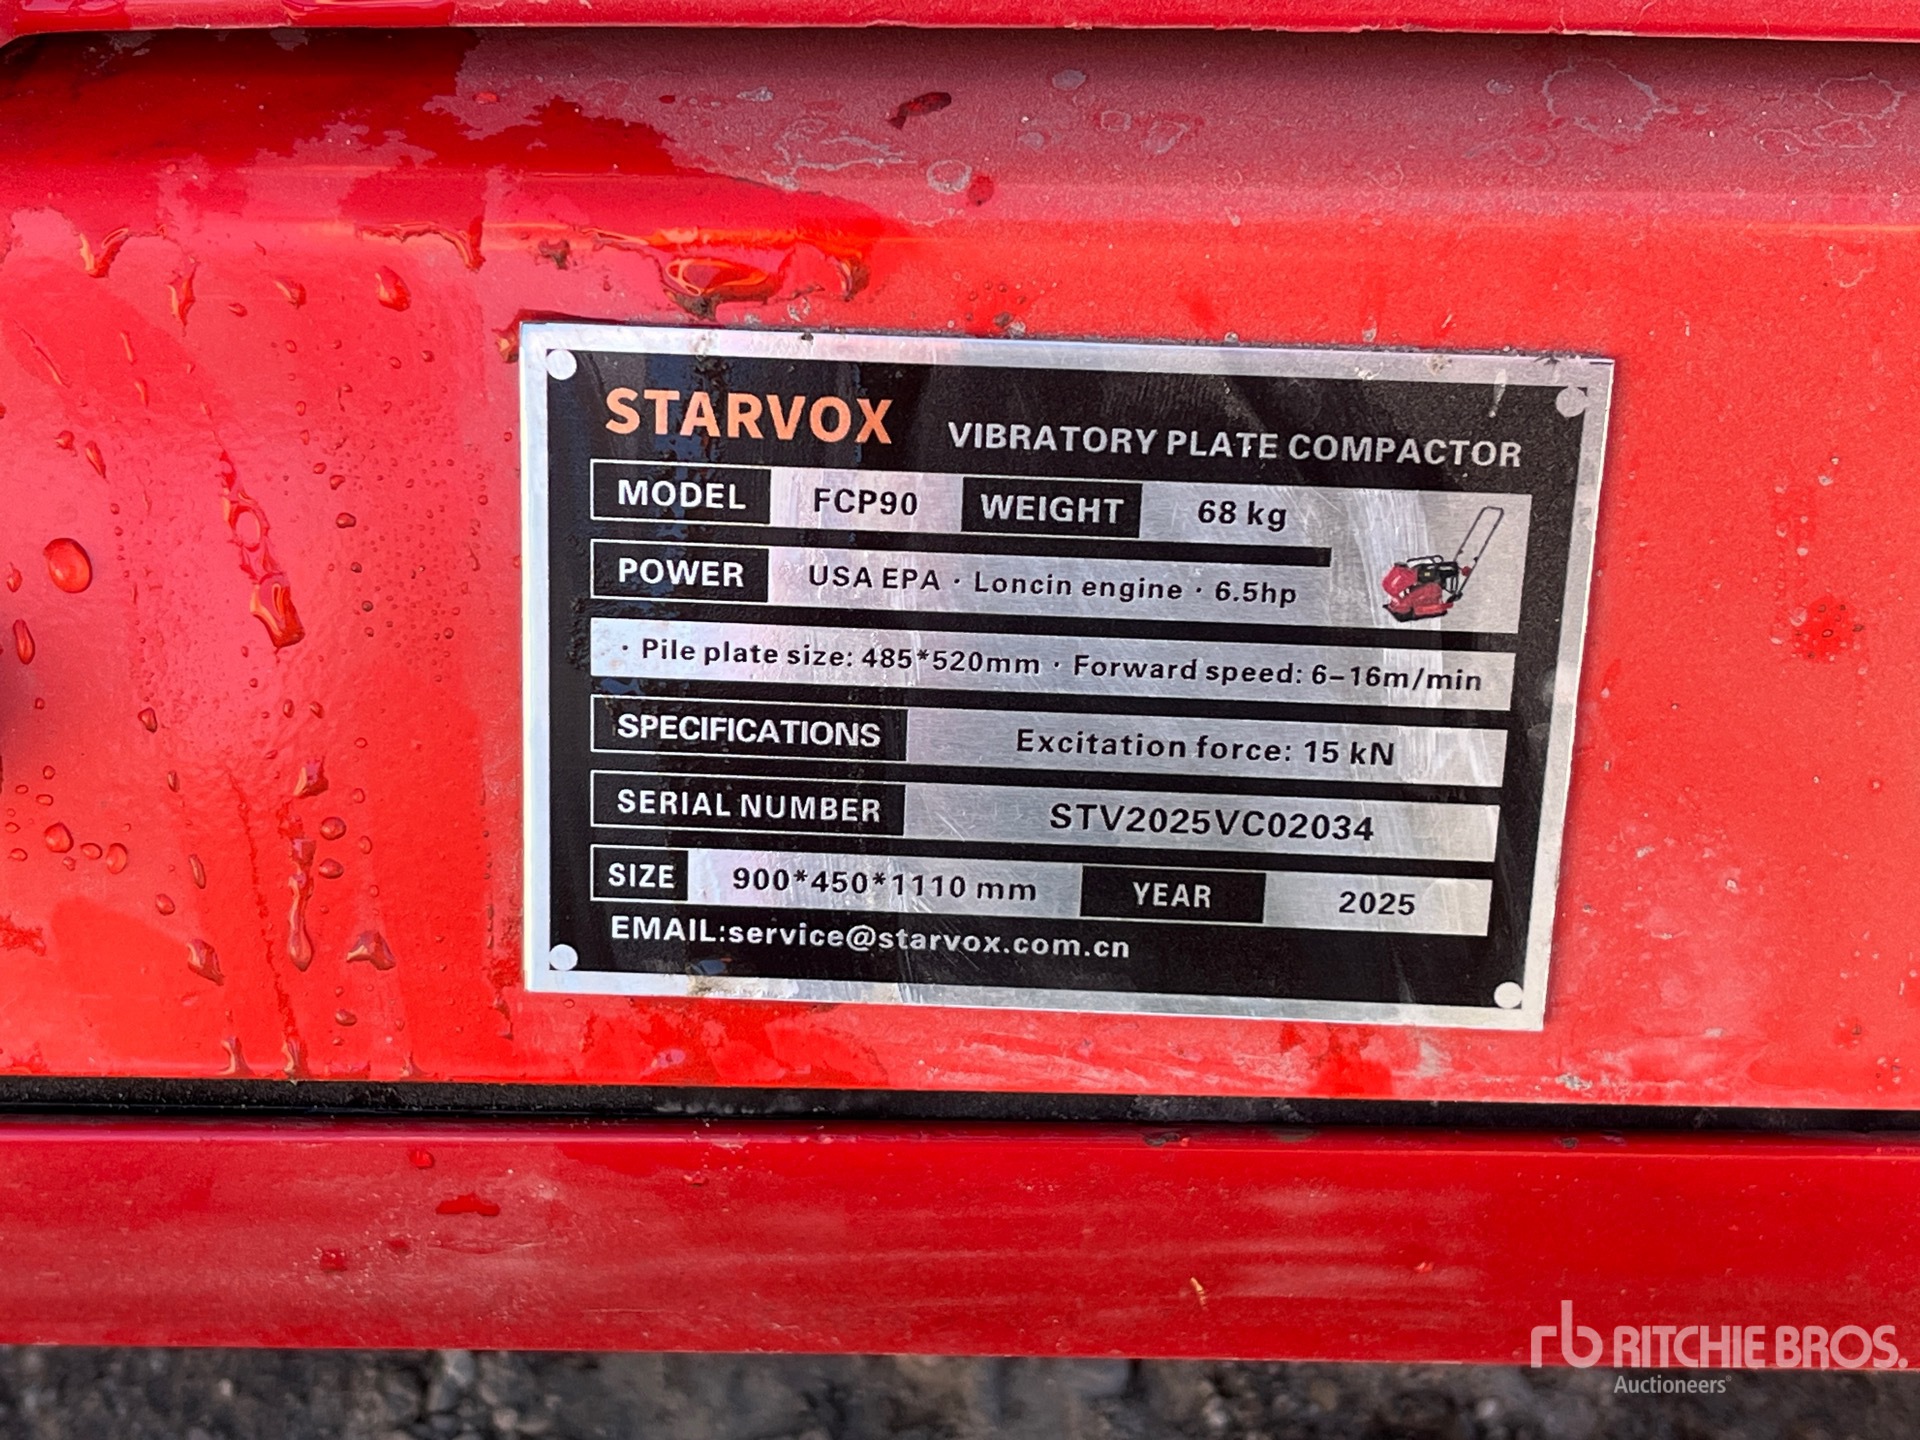 STARVOX VIBRATORY PLATE COMPACTOR
MODEL FCP90 WEIGHT 68 kg
POWER USA EPA · Loncin engine · 6.5hp
· Pile plate size: 485*520mm · Forward speed: 6-16m/min
SPECIFICATIONS Excitation force: 15 kN
SERIAL NUMBER STV2025VC02034
SIZE 900*450*1110 mm YEAR 2025
EMAIL:service@starvox.com.cn
rb RITCHIE BROS.
Auctioneers